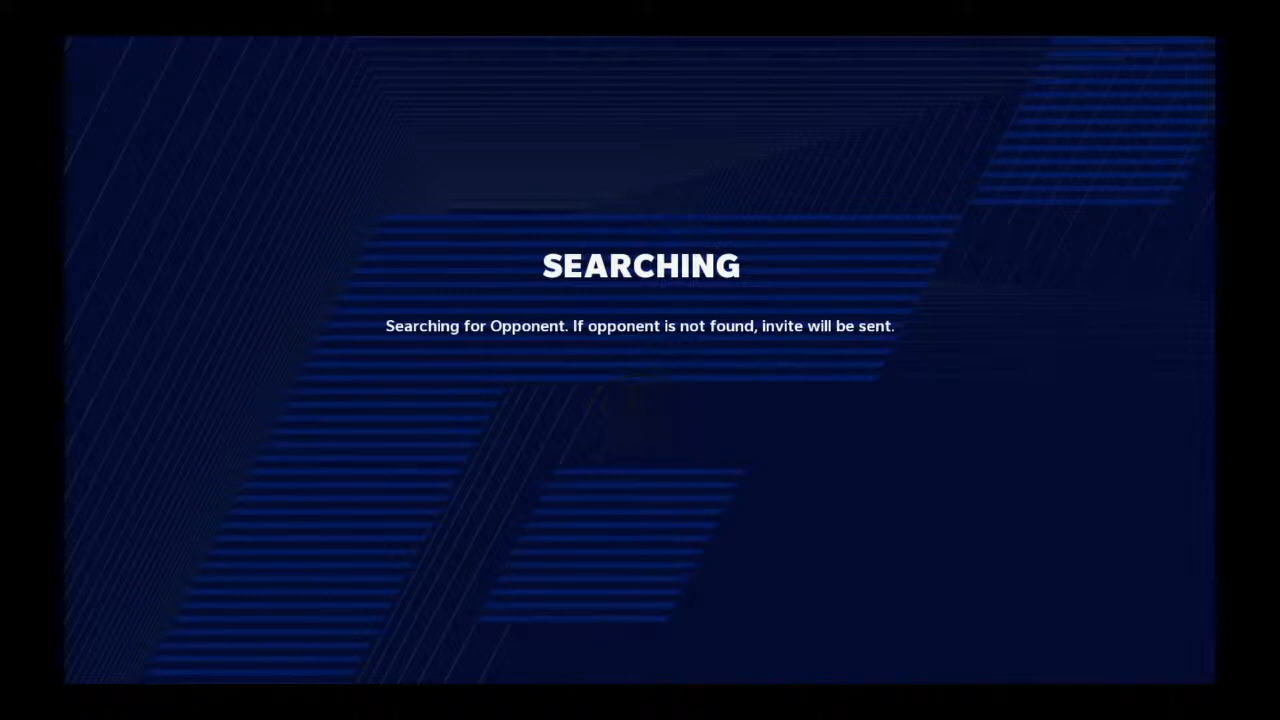 SEARCHING
Searching for Opponent. If opponent is not found, invite will be sent.